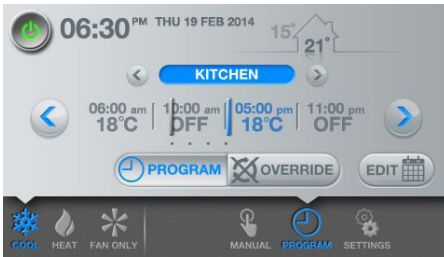 06:30 PM THU 19 FEB 2014
15°
21°
KITCHEN
06:00 am 10:00 am 05:00 pm 11:00 pm
18°C OFF 18°C OFF
PROGRAM OVERRIDE EDIT
COOL HEAT FAN ONLY MANUAL PROGRAM SETTINGS